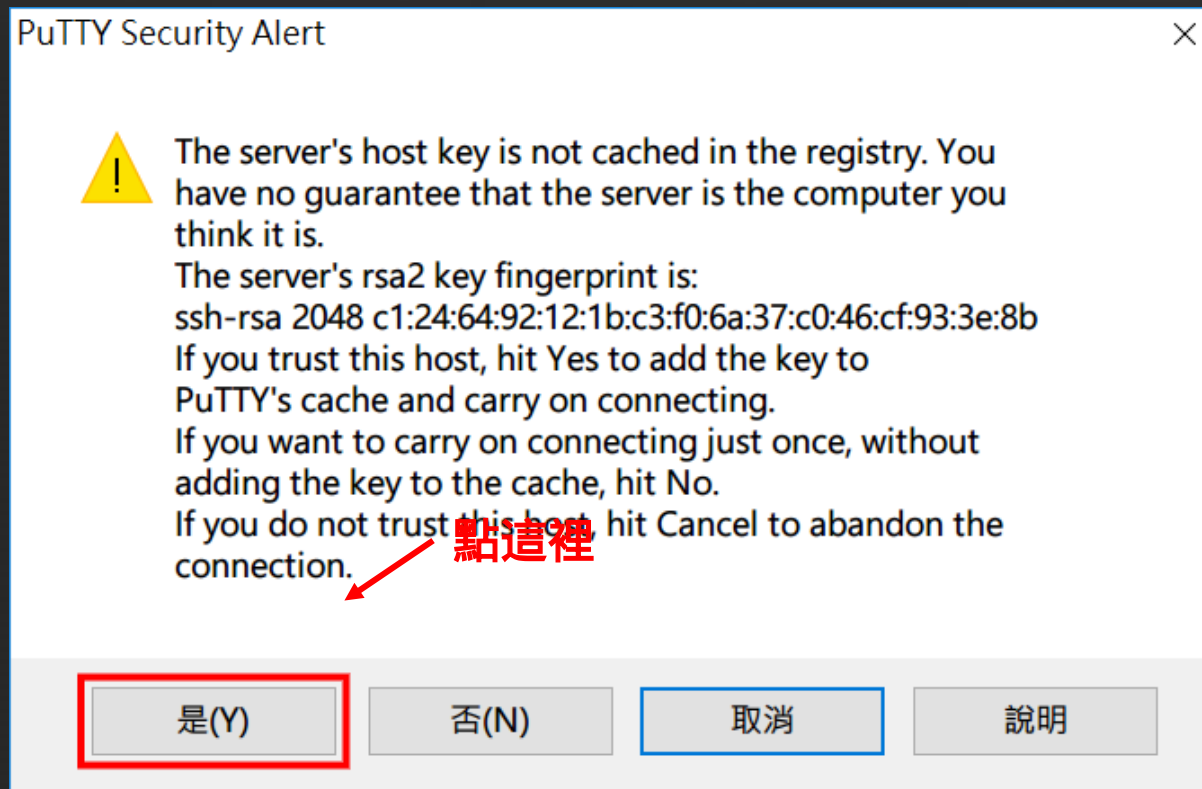 PuTTY Security Alert
The server's host key is not cached in the registry. You
have no guarantee that the server is the computer you
think it is.
The server's rsa2 key fingerprint is:
ssh-rsa 2048 c1:24:64:92:12:1b:c3:f0:6a:37:c0:46:cf:93:3e:8b
If you trust this host, hit Yes to add the key to
PuTTY's cache and carry on connecting.
If you want to carry on connecting just once, without
adding the key to the cache, hit No.
If you do not trust this host, hit Cancel to abandon the
connection.
點這裡
是(Y)
否(N)
取消
說明